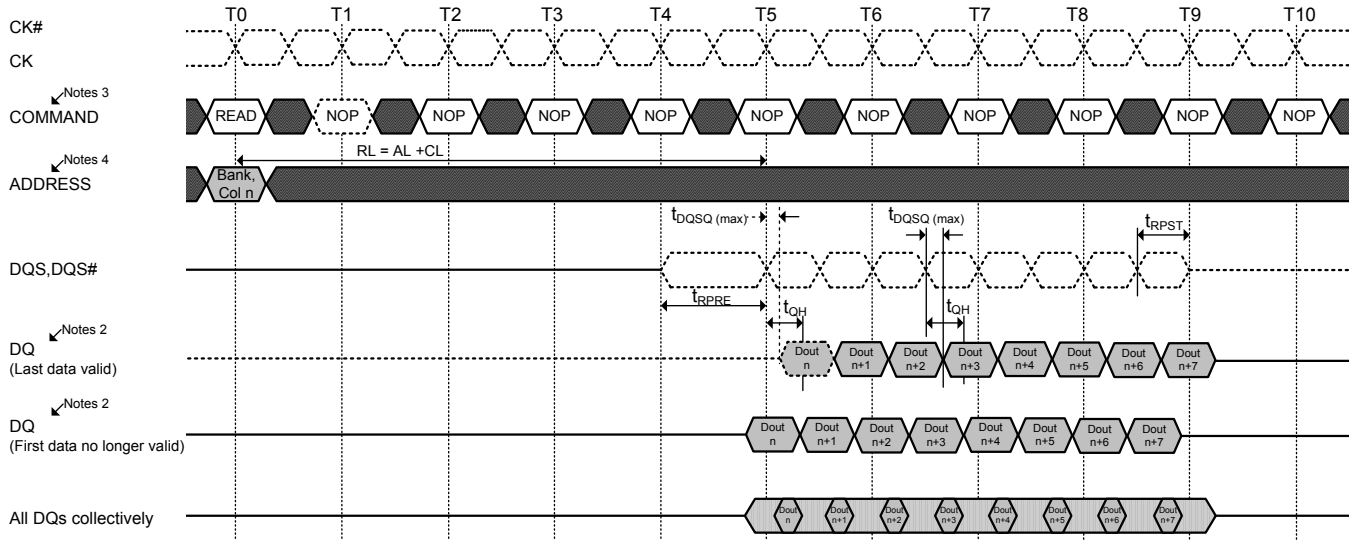 T0 T1 T2 T3 T4 T5 T6 T7 T8 T9 T10
CK#
CK
Notes 3
COMMAND
READ NOP NOP NOP NOP NOP NOP NOP NOP NOP NOP
RL = AL +CL
Notes 4
ADDRESS
Bank,
Col n
tDQSQ (max) tDQSQ (max) tRPST
DQS,DQS#
tRPRE tQH tQH
Notes 2
DQ
(Last data valid)
Dout Dout Dout Dout Dout Dout Dout Dout
n n+1 n+2 n+3 n+4 n+5 n+6 n+7
Notes 2
DQ
(First data no longer valid)
Dout Dout Dout Dout Dout Dout Dout Dout
n n+1 n+2 n+3 n+4 n+5 n+6 n+7
All DQs collectively
Dout Dout Dout Dout Dout Dout Dout Dout
n n+1 n+2 n+3 n+4 n+5 n+6 n+7